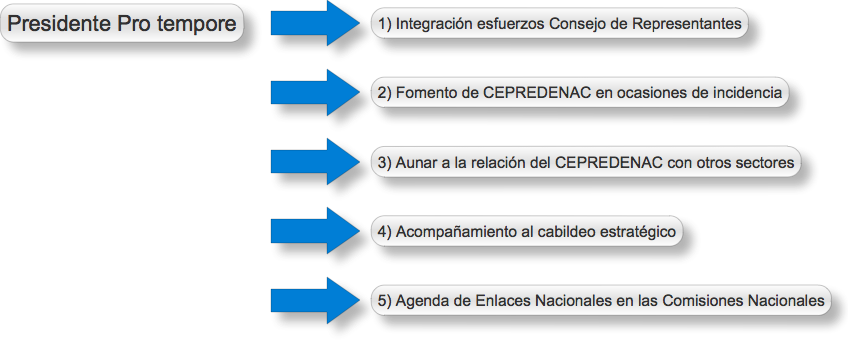 Presidente Pro tempore
1) Integración esfuerzos Consejo de Representantes
2) Fomento de CEPREDENAC en ocasiones de incidencia
3) Aunar a la relación del CEPREDENAC con otros sectores
4) Acompañamiento al cabildeo estratégico
5) Agenda de Enlaces Nacionales en las Comisiones Nacionales